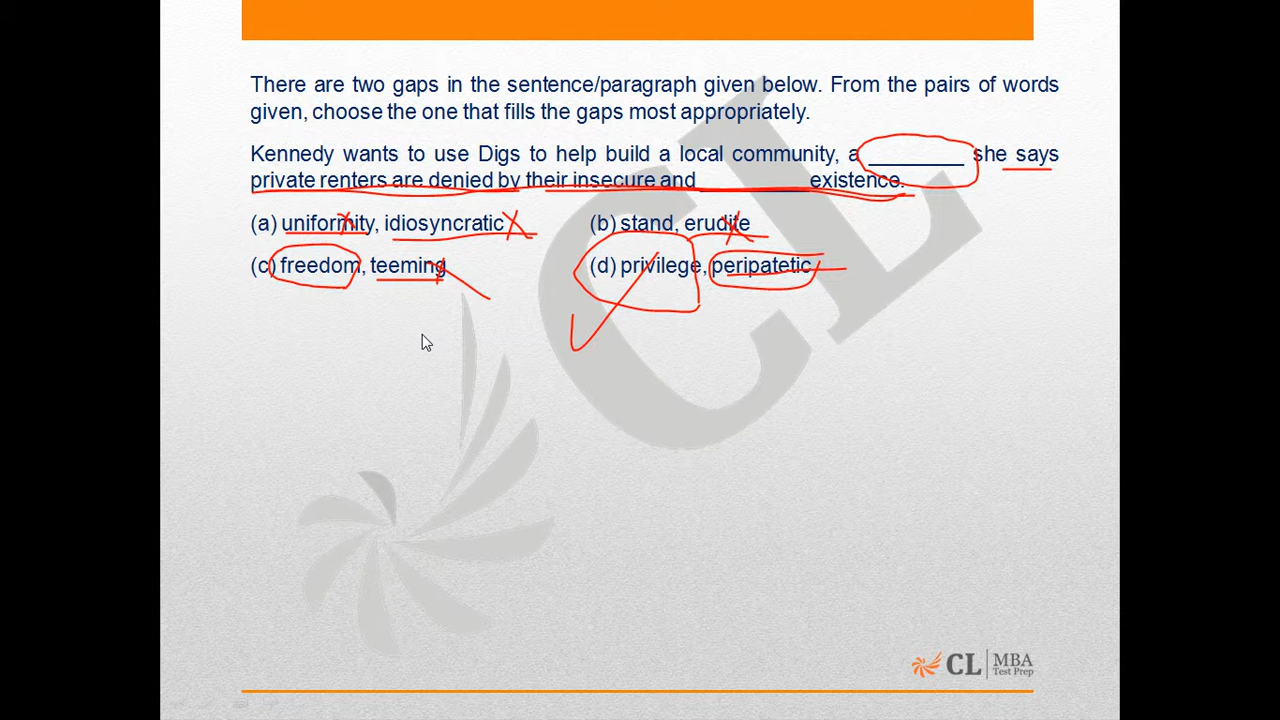 There are two gaps in the sentence/paragraph given below. From the pairs of words
given, choose the one that fills the gaps most appropriately.
Kennedy wants to use Digs to help build a local community, a ________ she says
private renters are denied by their insecure and _________ existence.
(a) uniformity, idiosyncratic (b) stand, erudite
(c) freedom, teeming (d) privilege, peripatetic
CL
CL MBA
Test Prep